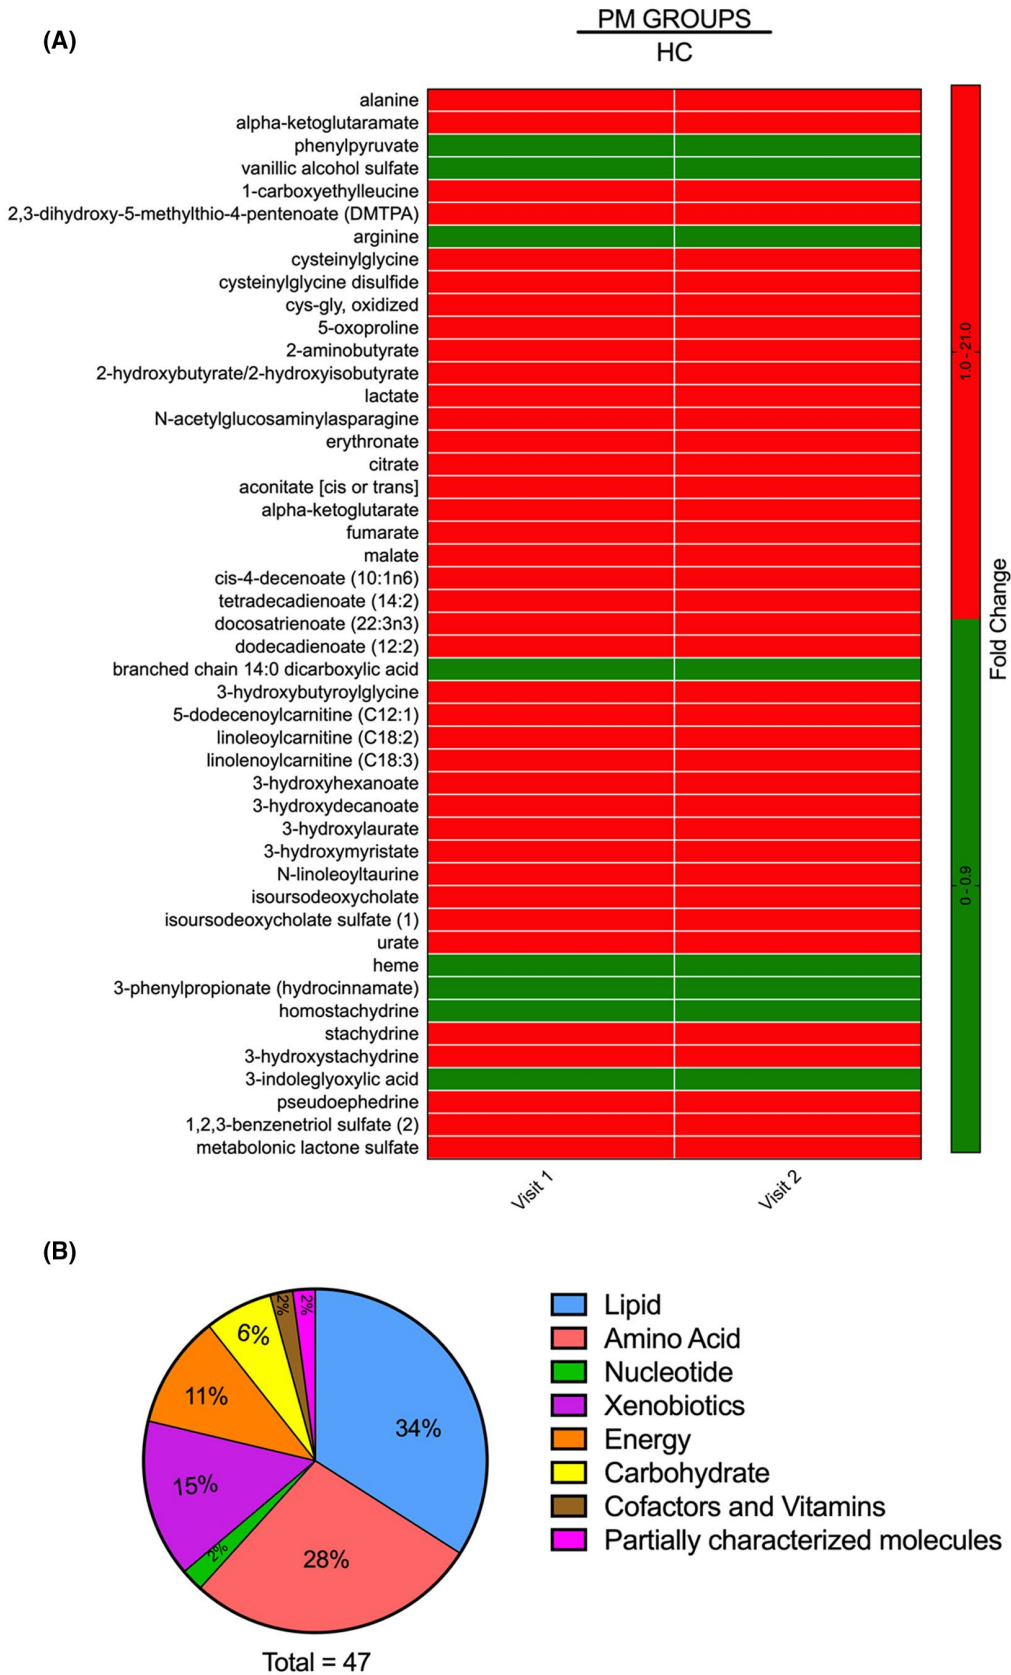 (A)
PM GROUPS
HC
alanine
alpha-ketoglutaramate
phenylpyruvate
vanillic alcohol sulfate
1-carboxyethylleucine
2,3-dihydroxy-5-methylthio-4-pentenoate (DMTPA)
arginine
cysteinylglycine
cysteinylglycine disulfide
cys-gly, oxidized
5-oxoproline
2-aminobutyrate
2-hydroxybutyrate/2-hydroxyisobutyrate
lactate
N-acetylglucosaminylasparagine
erythronate
citrate
aconitate [cis or trans]
alpha-ketoglutarate
fumarate
malate
cis-4-decenoate (10:1n6)
tetradecadienoate (14:2)
docosatrienoate (22:3n3)
dodecadienoate (12:2)
branched chain 14:0 dicarboxylic acid
3-hydroxybutyroylglycine
5-dodecenoylcarnitine (C12:1)
linoleoylcarnitine (C18:2)
linolenoylcarnitine (C18:3)
3-hydroxyhexanoate
3-hydroxydecanoate
3-hydroxylaurate
3-hydroxymyristate
N-linoleoyltaurine
isoursodeoxycholate
isoursodeoxycholate sulfate (1)
urate
heme
3-phenylpropionate (hydrocinnamate)
homostachydrine
stachydrine
3-hydroxystachydrine
3-indoleglyoxylic acid
pseudoephedrine
1,2,3-benzenetriol sulfate (2)
metabolonic lactone sulfate
Visit 1
Visit 2
1.0 - 21.0
0 - 0.9
Fold Change
(B)
34%
28%
2%
15%
11%
6%
2%
2%
Total = 47
Lipid
Amino Acid
Nucleotide
Xenobiotics
Energy
Carbohydrate
Cofactors and Vitamins
Partially characterized molecules